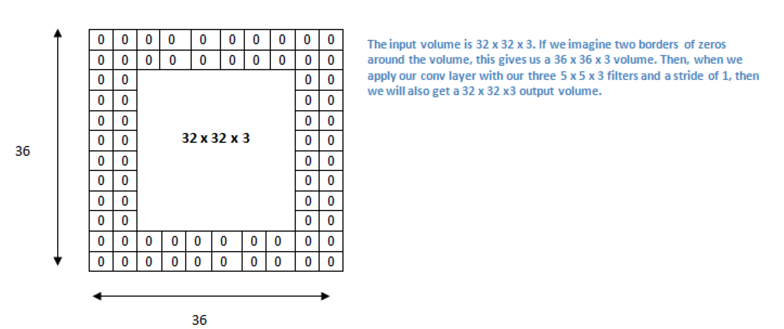 0 0 0 0 0 0 0 0 0 0
0 0 0 0 0 0 0 0 0 0
0 0 0 0
0 0 0 0
0 0 0 0
0 0 32 x 32 x 3 0 0
36
0 0 0 0
0 0 0 0
0 0 0 0
0 0 0 0
0 0 0 0 0 0 0 0 0 0
0 0 0 0 0 0 0 0 0 0
36
The input volume is 32 x 32 x 3. If we imagine two borders of zeros
around the volume, this gives us a 36 x 36 x 3 volume. Then, when we
apply our conv layer with our three 5 x 5 x 3 filters and a stride of 1, then
we will also get a 32 x 32 x3 output volume.